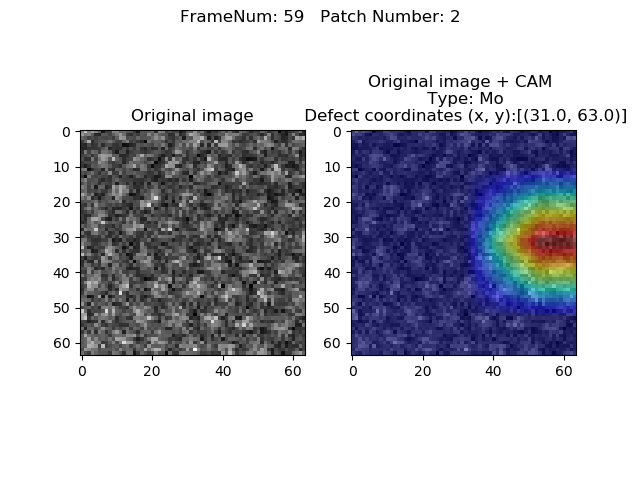 FrameNum: 59   Patch Number: 2
Original image
Original image + CAM
Type: Mo
Defect coordinates (x, y):[(31.0, 63.0)]
0
10
20
30
40
50
60
0 20 40 60
0
10
20
30
40
50
60
0 20 40 60